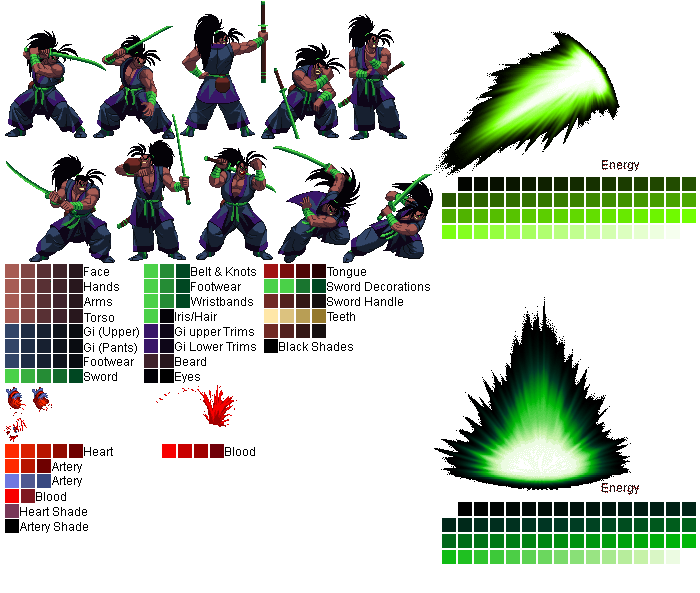 Energy
Face
Hands
Arms
Torso
Gi (Upper)
Gi (Pants)
Footwear
Sword
Belt & Knots
Footwear
Wristbands
Iris/Hair
Gi upper Trims
Gi Lower Trims
Beard
Eyes
Tongue
Sword Decorations
Sword Handle
Teeth
Black Shades
Heart
Artery
Artery
Blood
Heart Shade
Artery Shade
Blood
Energy